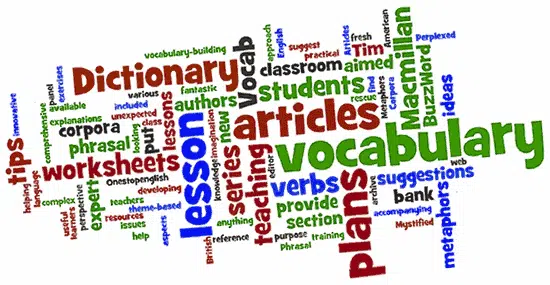 vocabulary-building
Dictionary
Vocab
approach
English
suggest
practical
Articles
fresh
Tim
American
Macmillan
BuzzWord
Perplexed
ideas
innovative
panel
exercises
various
fantastic
classroom
aimed
comprehensive
available
included
authors
students
rescue
find
Metaphors
Corpora
explanations
unexpected
corpora
class
put
looking
lessons
lesson
new
imagination
articles
tips
phrasal
worksheets
knowledge
series
editor
teaching
vocabulary
helping
language
Onestopenglish
developing
verbs
plans
archive
web
suggestions
complex
perspective
expert
teachers
theme-based
provide
bank
useful
learners
resources
issues
anything
section
accompanying
metaphors
help
aspects
British
reference
purpose
training
Phrasal
Mystified